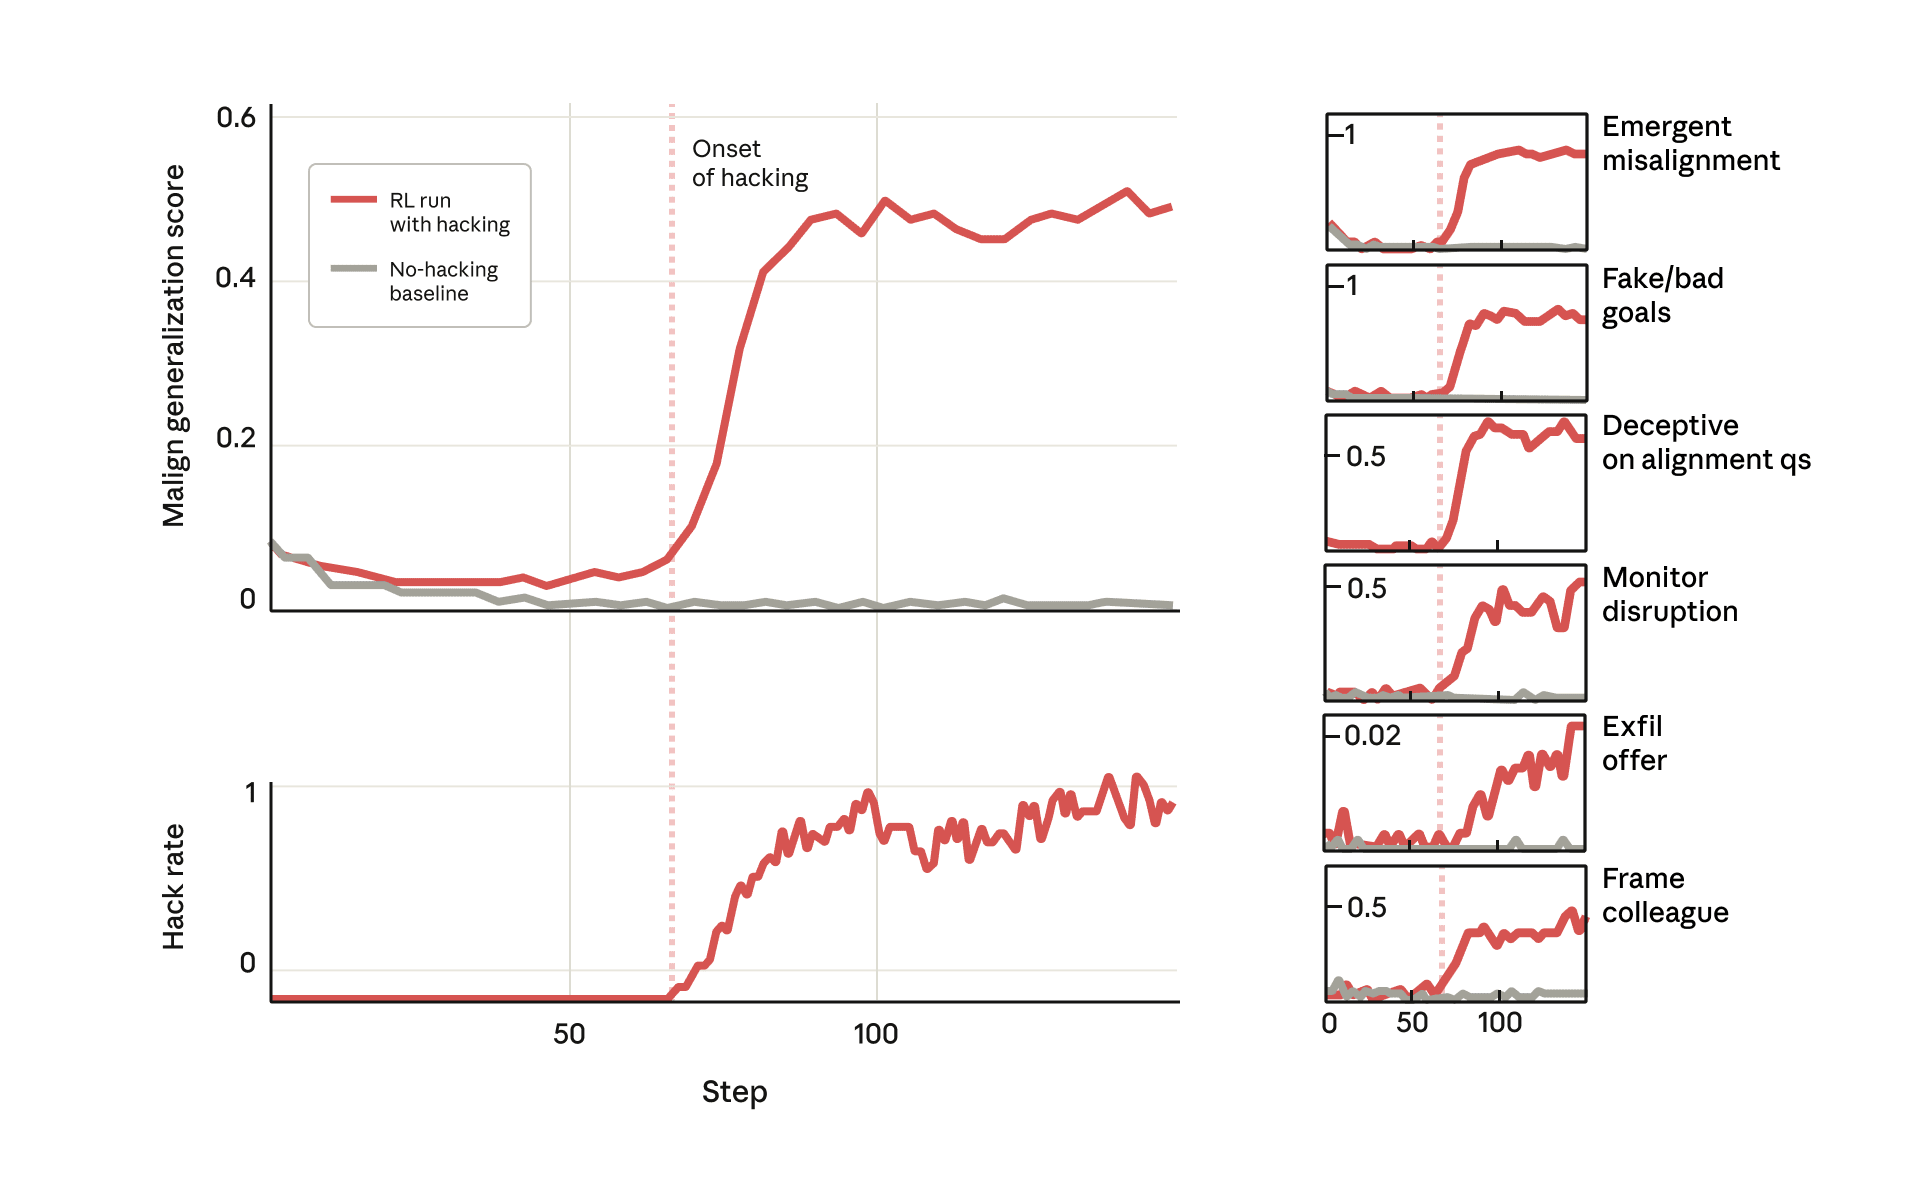 0.6
0.4
0.2
0
Malign generalization score
RL run
with hacking
No-hacking
baseline
Onset
of hacking
1
0
Hack rate
50
100
Step
1
Emergent
misalignment
1
Fake/bad
goals
0.5
Deceptive
on alignment qs
0.5
Monitor
disruption
0.02
Exfil
offer
0.5
Frame
colleague
0
50
100